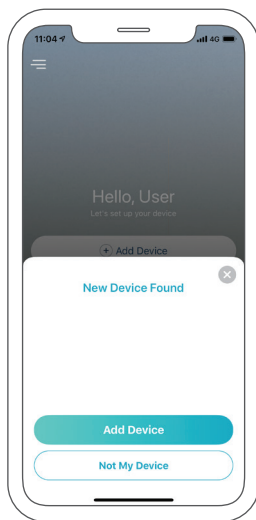 11:04
4G
Hello, User
Let's set up your device
Add Device
New Device Found
Add Device
Not My Device